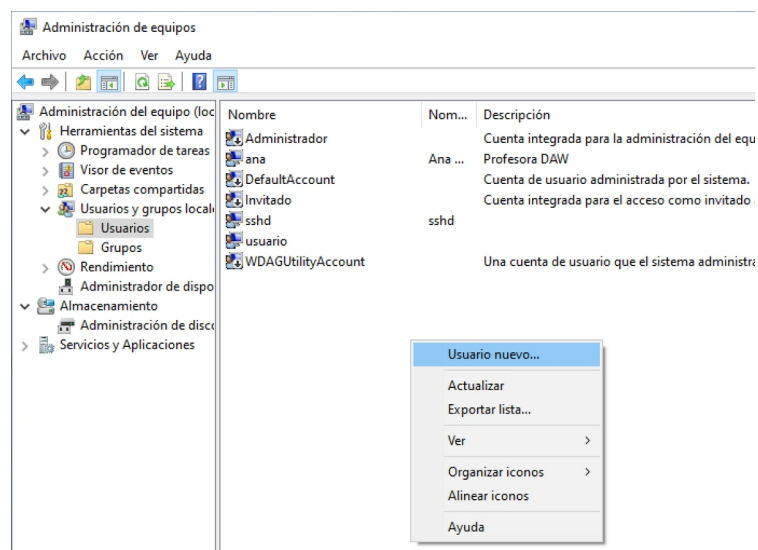 Administración de equipos
Archivo Acción Ver Ayuda
Administración del equipo (loc
Herramientas del sistema
Programador de tareas
Visor de eventos
Carpetas compartidas
Usuarios y grupos local
Usuarios
Grupos
Rendimiento
Administrador de dispo
Almacenamiento
Administración de disc
Servicios y Aplicaciones
Nombre Nom... Descripción
Administrador Cuenta integrada para la administración del equ
ana Ana ... Profesora DAW
DefaultAccount Cuenta de usuario administrada por el sistema.
Invitado Cuenta integrada para el acceso como invitado
sshd sshd
usuario
WDAGUtilityAccount Una cuenta de usuario que el sistema administra
Usuario nuevo...
Actualizar
Exportar lista...
Ver
Organizar iconos
Alinear iconos
Ayuda